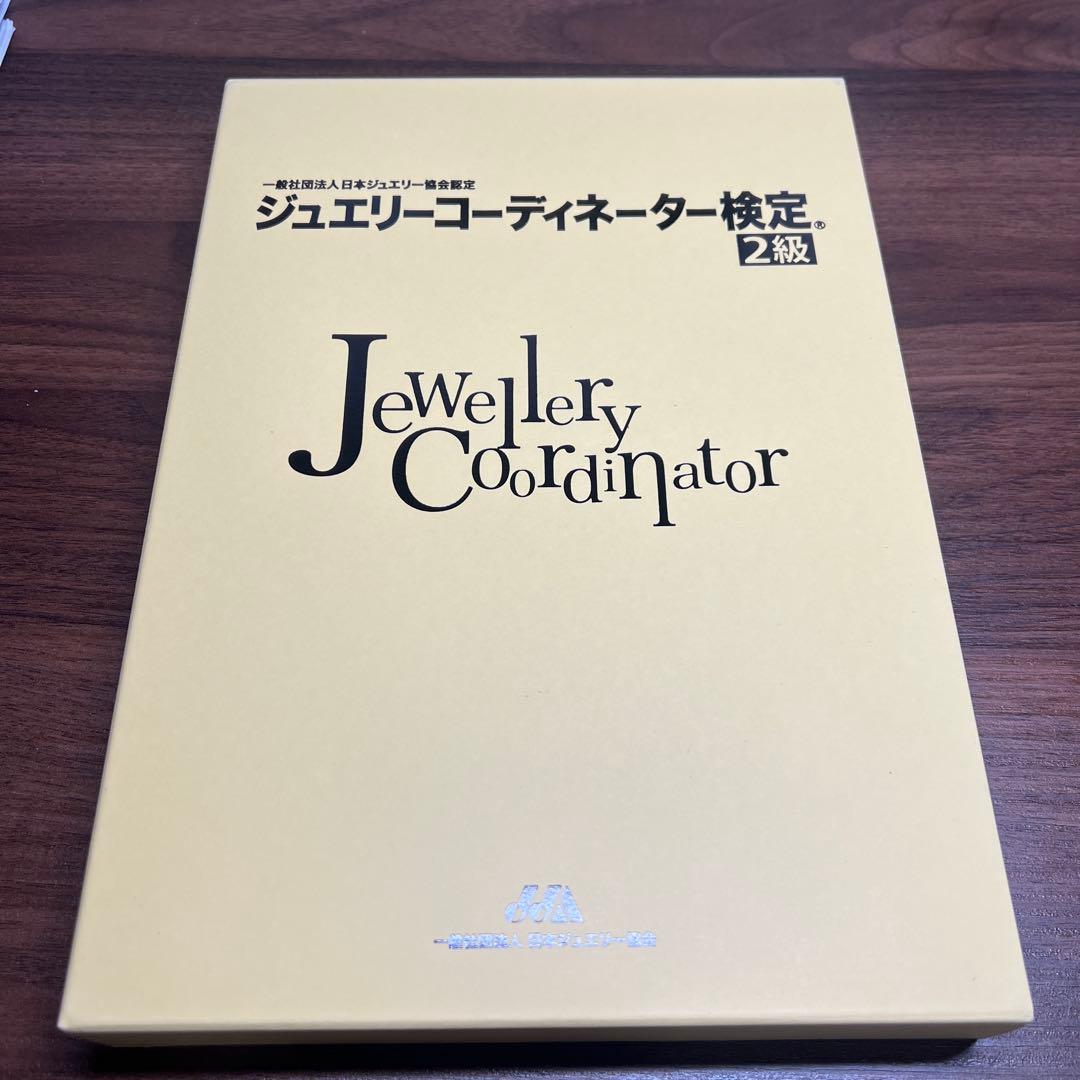 一般社団法人日本ジュエリー協会認定
ジュエリーコーディネーター検定®
2級
Jewellery
Coordinator
JJA
一般社団法人 日本ジュエリー協会